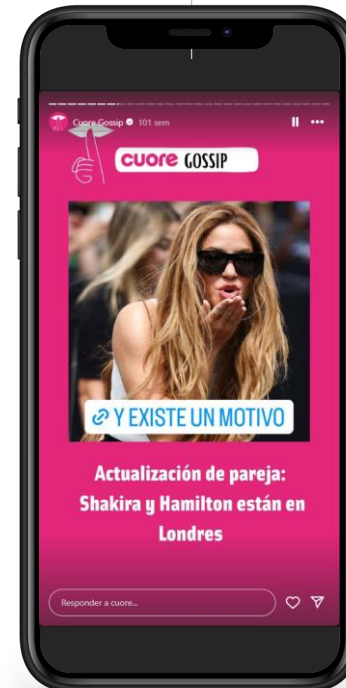 Cuore Gossip 101 sem
cuore GOSSIP
Y EXISTE UN MOTIVO
Actualización de pareja:
Shakira y Hamilton están en
Londres
Responder a cuore...